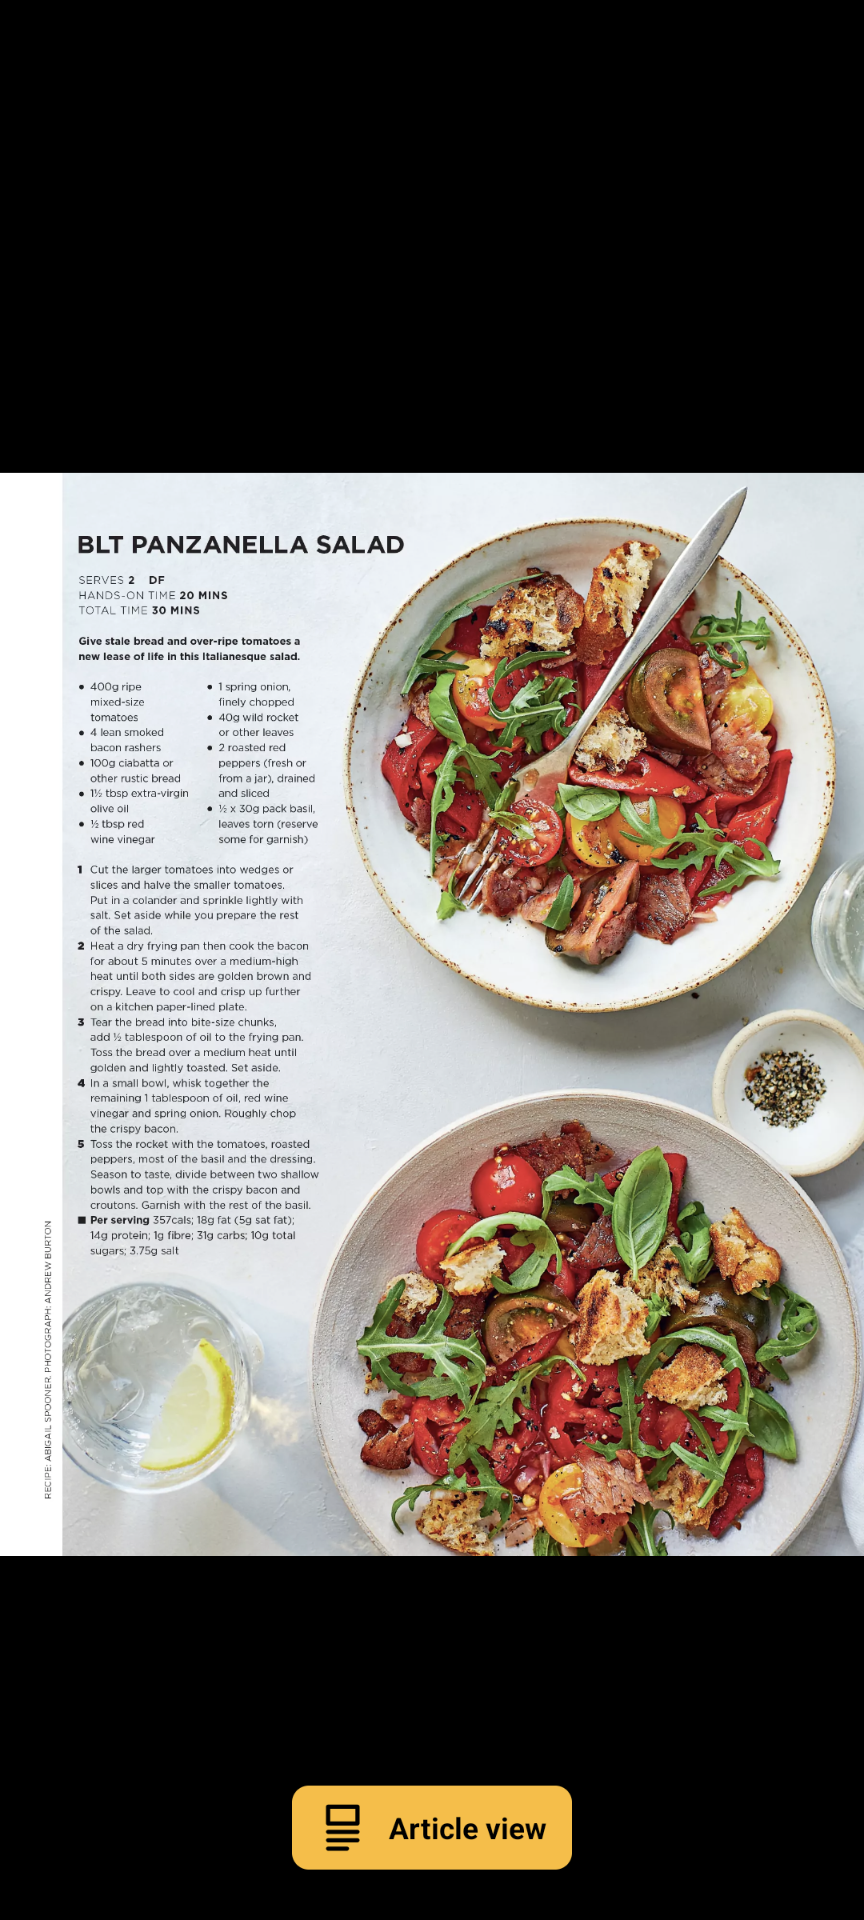 BLT PANZANELLA SALAD
SERVES 2 DF
HANDS-ON TIME 20 MINS
TOTAL TIME 30 MINS
Give stale bread and over-ripe tomatoes a
new lease of life in this Italianesque salad.
• 400g ripe
mixed-size
tomatoes
• 4 lean smoked
bacon rashers
• 100g ciabatta or
other rustic bread
• 1½ tbsp extra-virgin
olive oil
• ½ tbsp red
wine vinegar
• 1 spring onion,
finely chopped
• 40g wild rocket
or other leaves
• 2 roasted red
peppers (fresh or
from a jar), drained
and sliced
• ½ x 30g pack basil,
leaves torn (reserve
some for garnish)
1 Cut the larger tomatoes into wedges or
slices and halve the smaller tomatoes.
Put in a colander and sprinkle lightly with
salt. Set aside while you prepare the rest
of the salad.
2 Heat a dry frying pan then cook the bacon
for about 5 minutes over a medium-high
heat until both sides are golden brown and
crispy. Leave to cool and crisp up further
on a kitchen paper-lined plate.
3 Tear the bread into bite-size chunks,
add ½ tablespoon of oil to the frying pan.
Toss the bread over a medium heat until
golden and lightly toasted. Set aside.
4 In a small bowl, whisk together the
remaining 1 tablespoon of oil, red wine
vinegar and spring onion. Roughly chop
the crispy bacon.
5 Toss the rocket with the tomatoes, roasted
peppers, most of the basil and the dressing.
Season to taste, divide between two shallow
bowls and top with the crispy bacon and
croutons. Garnish with the rest of the basil.
■ Per serving 357cals; 18g fat (5g sat fat);
14g protein; 1g fibre; 31g carbs; 10g total
sugars; 3.75g salt
RECIPE: ABIGAIL SPOONER. PHOTOGRAPH: ANDREW BURTON
Article view